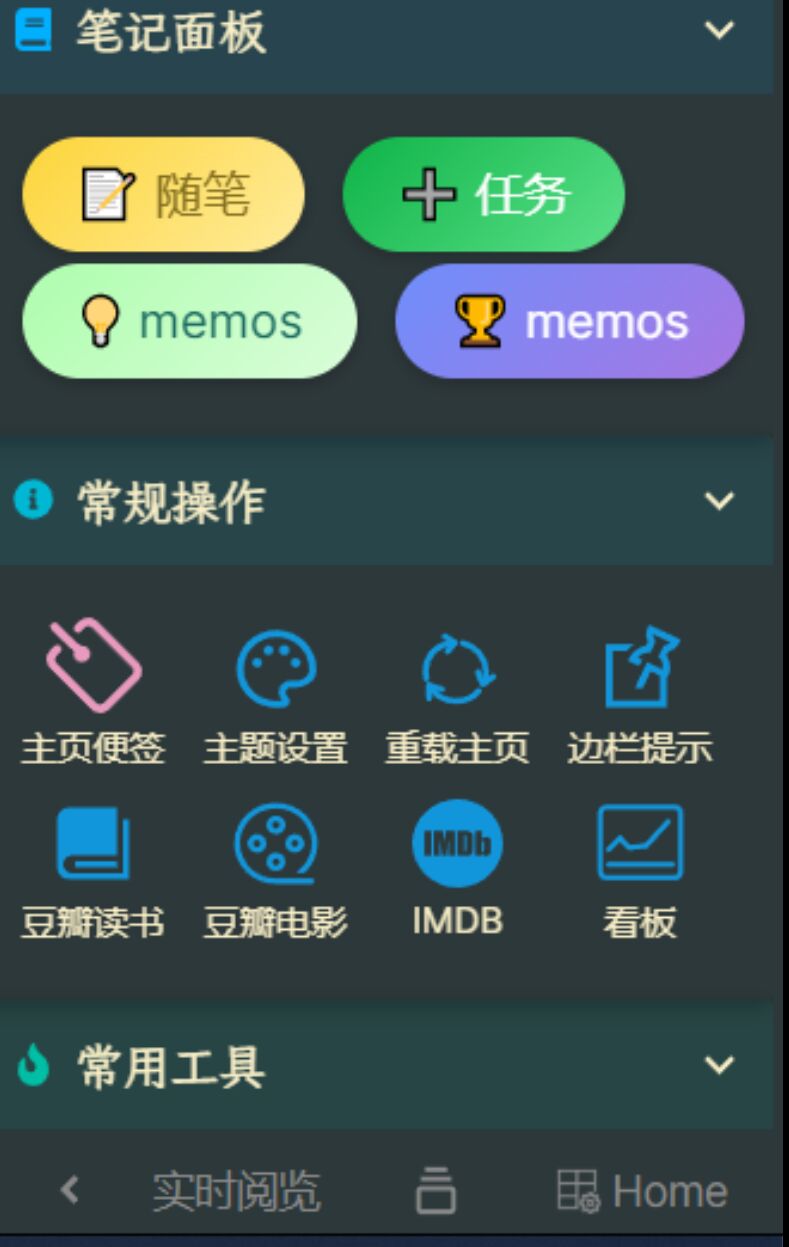 笔记面板
随笔 任务
memos memos
常规操作
主页便签 主题设置 重载主页 边栏提示
IMDb
豆瓣读书 豆瓣电影 IMDB 看板
常用工具
实时阅览 Home